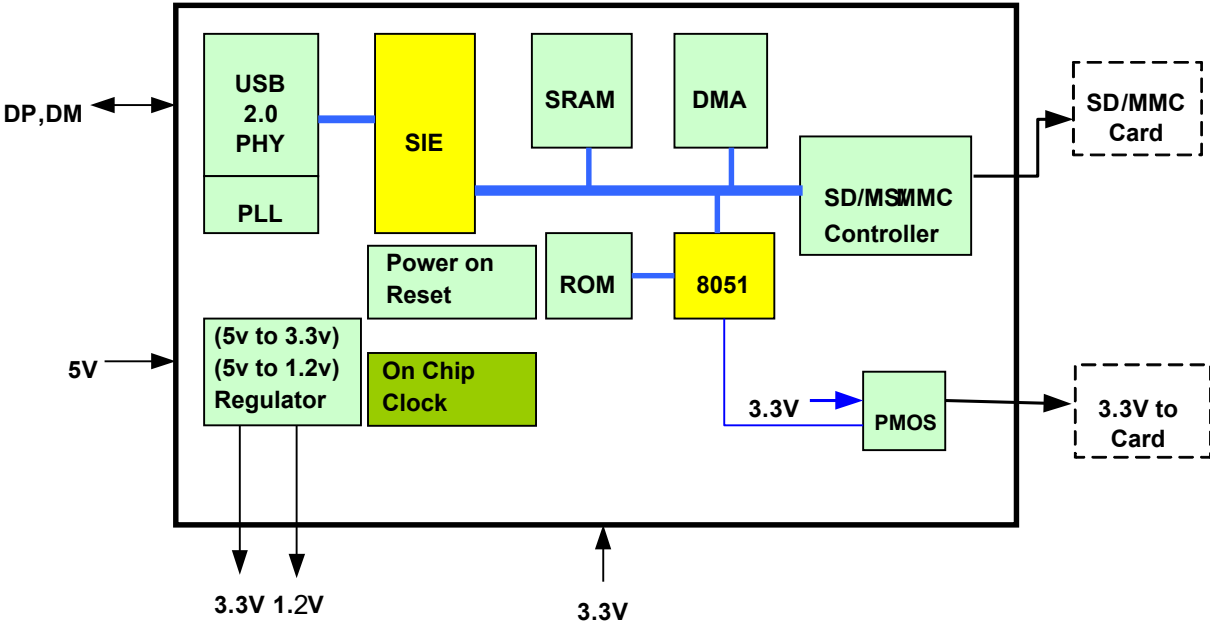 USB
2.0
PHY
PLL
SIE
SRAM
DMA
DP,DM
SD/MMC
Card
SD/MS/MMC
Controller
Power on
Reset
ROM
8051
(5v to 3.3v)
(5v to 1.2v)
Regulator
5V
On Chip
Clock
3.3V
PMOS
3.3V to
Card
3.3V 1.2V
3.3V